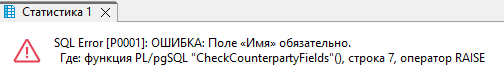 Статистика 1
SQL Error [P0001]: ОШИБКА: Поле «Имя» обязательно.
Где: функция PL/pgSQL "CheckCounterpartyFields"(), строка 7, оператор RAISE